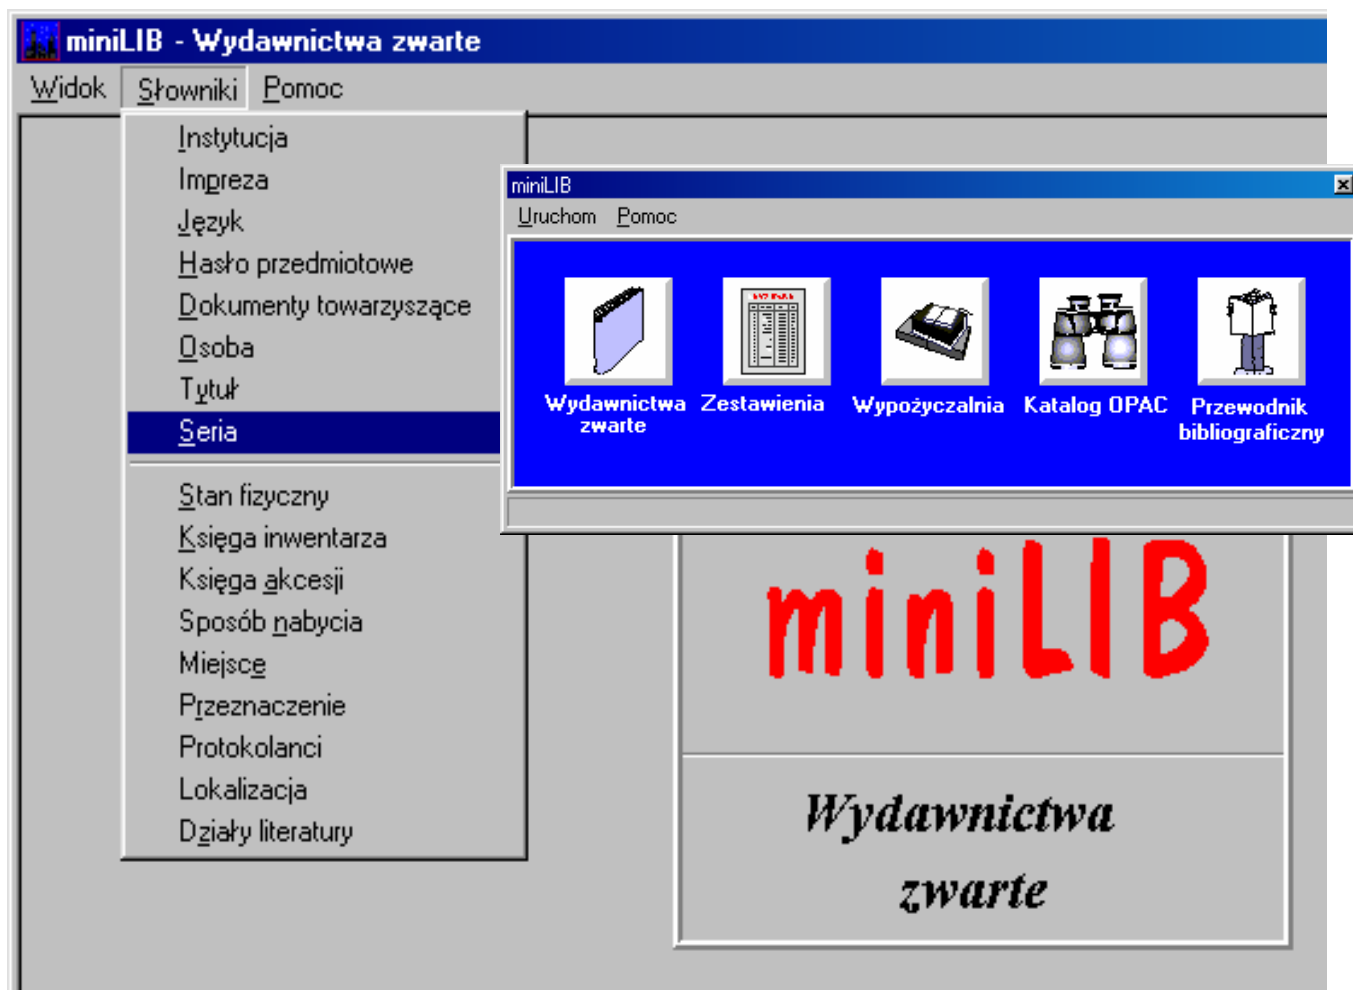 miniLIB - Wydawnictwa zwarte
Widok Słowniki Pomoc
Instytucja
Impreza
Język
Hasło przedmiotowe
Dokumenty towarzyszące
Osoba
Tytuł
Seria
Stan fizyczny
Księga inwentarza
Księga akcesji
Sposób nabycia
Miejsce
Przeznaczenie
Protokolanci
Lokalizacja
Działy literatury
miniLIB
Uruchom Pomoc
Wydawnictwa
zwarte
Zestawienia
Wypożyczalnia
Katalog OPAC
Przewodnik
bibliograficzny
miniLIB
Wydawnictwa
zwarte